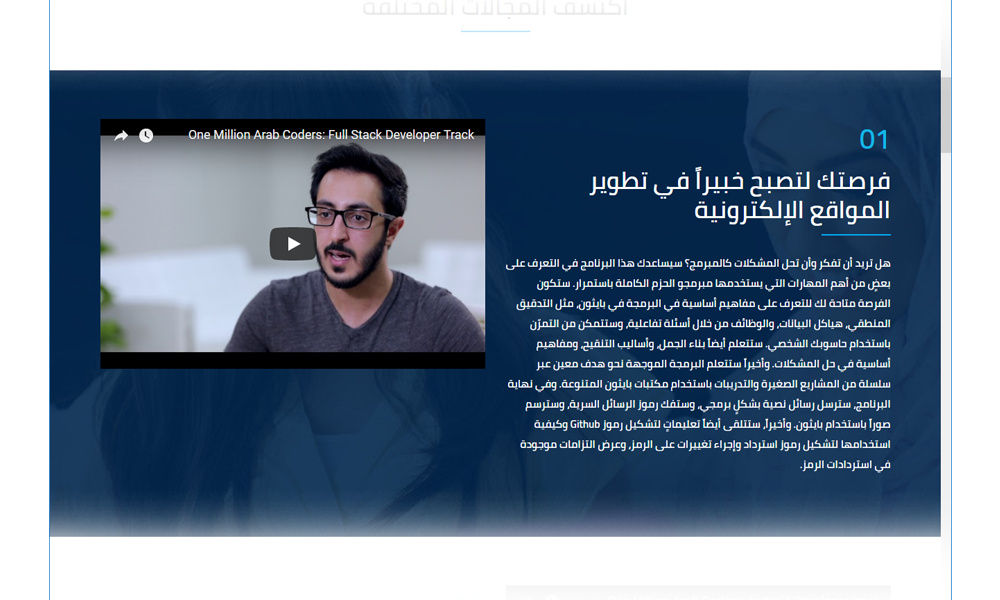 اكتشف المجالات المختلفة
01
فرصتك لتصبح خبيراً في تطوير
المواقع الإلكترونية
هل تريد أن تفكر وأن تحل المشكلات كالمبرمج؟ سيساعدك هذا البرنامج في التعرف على
بعضٍ من أهم المهارات التي يستخدمها مبرمجو الحزم الكاملة باستمرار. ستكون
الفرصة متاحة لك للتعرف على مفاهيم أساسية في البرمجة في بايثون، مثل التدقيق
المنطقي، هياكل البيانات، والوظائف من خلال أسئلة تفاعلية، وستتمكن من التمرّن
باستخدام حاسوبك الشخصي. ستتعلم أيضاً بناء الجمل، وأساليب التنقيح، ومفاهيم
أساسية في حل المشكلات. وأخيراً ستتعلم البرمجة الموجهة نحو هدف معين عبر
سلسلة من المشاريع الصغيرة والتدريبات باستخدام مكتبات بايثون المتنوعة. وفي نهاية
البرنامج، سترسل رسائل نصية بشكلٍ برمجي، وستفك رموز الرسائل السرية، وسترسم
صوراً باستخدام بايثون. وأخيراً، ستتلقى أيضاً تعليماتٍ لتشكيل رموز Github وكيفية
استخدامها لتشكيل رموز استرداد وإجراء تغييرات على الرمز، وعرض التزامات موجودة
في استردادات الرمز.
One Million Arab Coders: Full Stack Developer Track